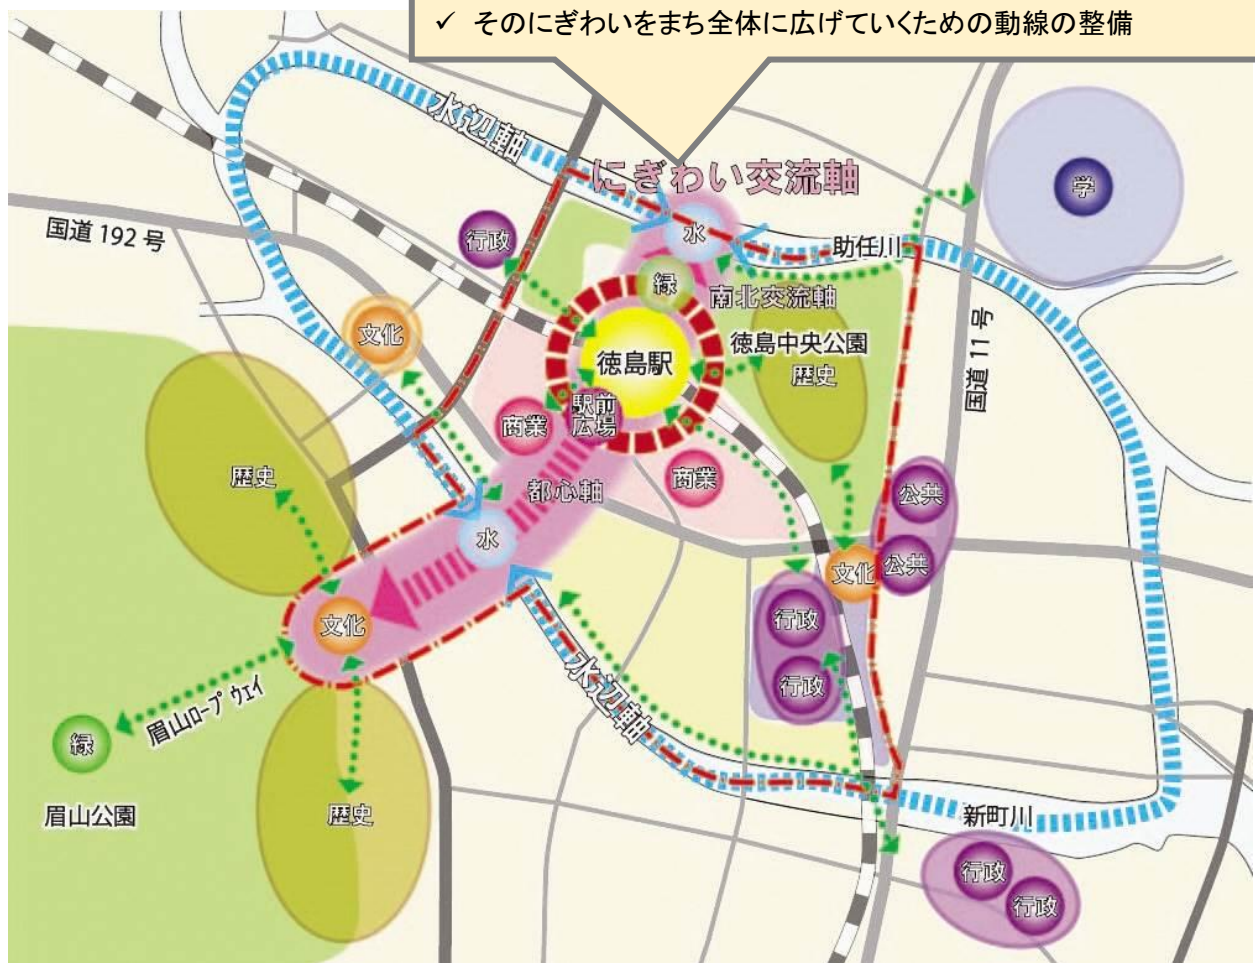 ✓ そのにぎわいをまち全体に広げていくための動線の整備
水辺軸
にぎわい交流軸
学
国道 192 号
行政
水
助任川
緑
南北交流軸
文化
徳島駅
徳島中央公園
歴史
国道 11 号
駅前
広場
商業
商業
歴史
都心軸
公共
水
公共
文化
文化
行政
行政
水辺軸
眉山ロープウェイ
緑
眉山公園
歴史
新町川
行政
行政